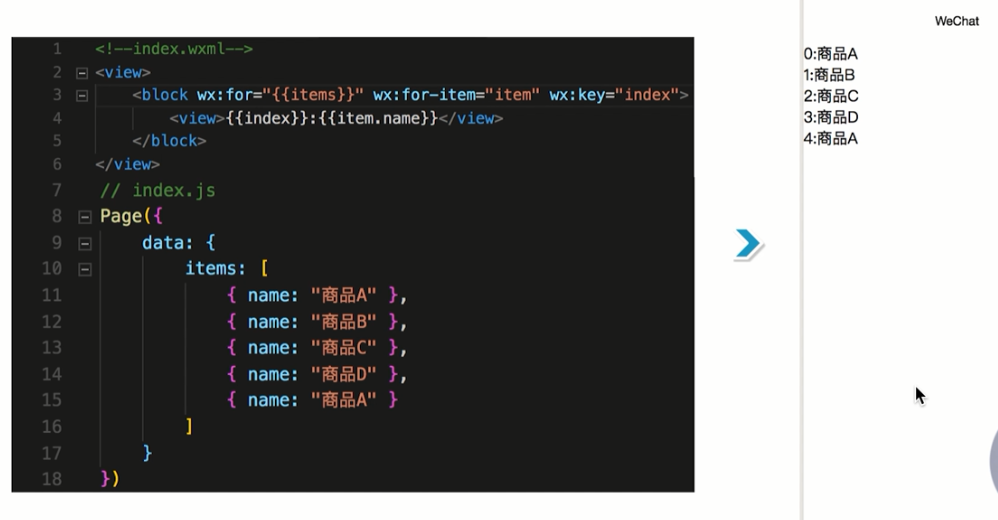 1 <!--index.wxml-->
2 <view>
3 <block wx:for="{{items}}" wx:for-item="item" wx:key="index">
4 <view>{{index}}:{{item.name}}</view>
5 </block>
6 </view>
7 // index.js
8 Page({
9 data: {
10 items: [
11 { name: "商品A" },
12 { name: "商品B" },
13 { name: "商品C" },
14 { name: "商品D" },
15 { name: "商品A" }
16 ]
17 }
18 })
WeChat
0:商品A
1:商品B
2:商品C
3:商品D
4:商品A